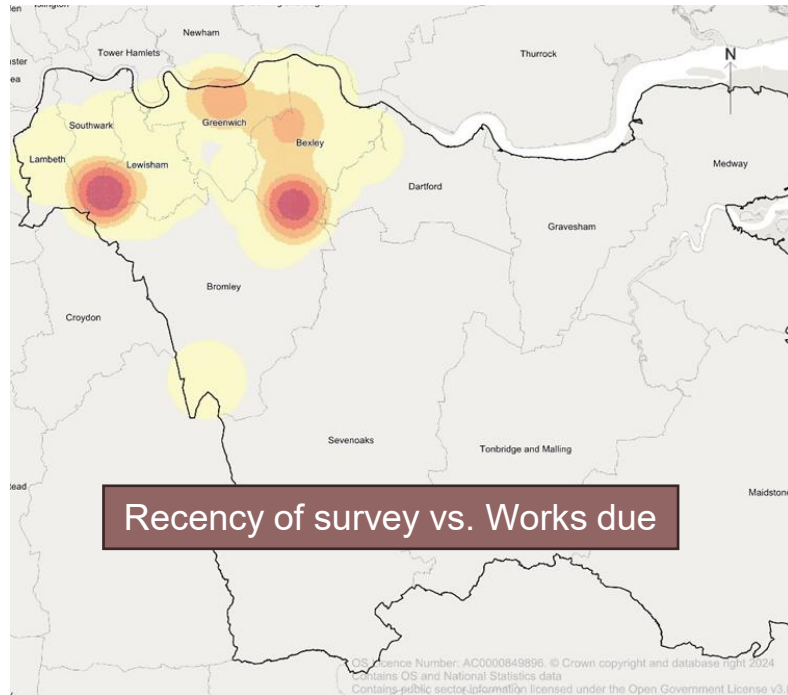 Newham
Tower Hamlets
Thurrock
N
Southwark
Greenwich
Bexley
Lambeth
Lewisham
Medway
Dartford
Gravesham
Bromley
Croydon
Sevenoaks
Tonbridge and Malling
Maidstone
Recency of survey vs. Works due
OS Licence Number: AC0000849896. © Crown copyright and database right 2024
Contains OS and National Statistics data
Contains public sector information licensed under the Open Government License v3.